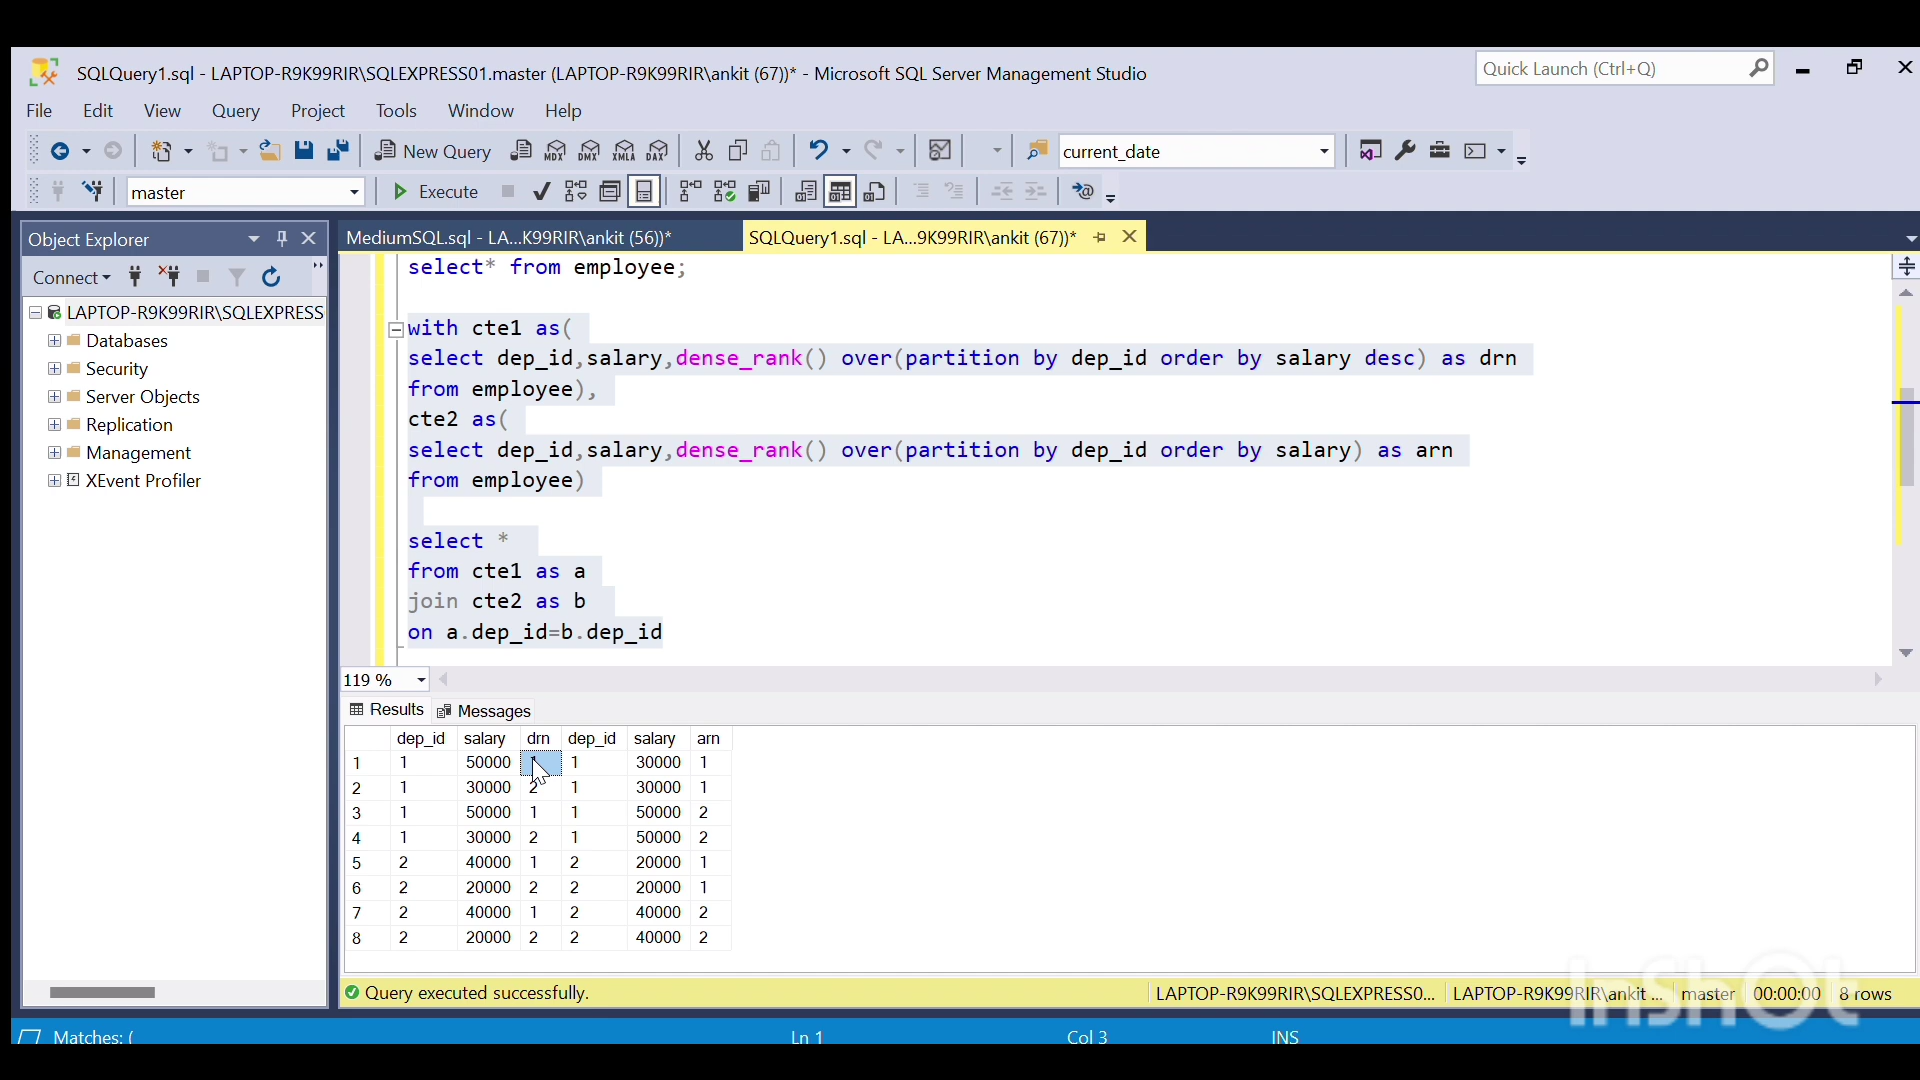 SQLQuery1.sql - LAPTOP-R9K99RIR\SQLEXPRESS01.master (LAPTOP-R9K99RIR\ankit (67))* - Microsoft SQL Server Management Studio
Quick Launch (Ctrl+Q)
File Edit View Query Project Tools Window Help
New Query MDX DMX XMLA DAX current_date
master Execute
Object Explorer
MediumSQL.sql - LA...K99RIR\ankit (56))*
SQLQuery1.sql - LA...9K99RIR\ankit (67))*
Connect
LAPTOP-R9K99RIR\SQLEXPRESS
Databases
Security
Server Objects
Replication
Management
XEvent Profiler
select* from employee;
with cte1 as(
select dep_id,salary,dense_rank() over(partition by dep_id order by salary desc) as drn
from employee),
cte2 as(
select dep_id,salary,dense_rank() over(partition by dep_id order by salary) as arn
from employee)
select *
from cte1 as a
join cte2 as b
on a.dep_id=b.dep_id
119 %
Results Messages
dep_id salary drn dep_id salary arn
1 1 50000 1 30000 1
2 1 30000 2 1 30000 1
3 1 50000 1 1 50000 2
4 1 30000 2 1 50000 2
5 2 40000 1 2 20000 1
6 2 20000 2 2 20000 1
7 2 40000 1 2 40000 2
8 2 20000 2 2 40000 2
Query executed successfully.
LAPTOP-R9K99RIR\SQLEXPRESS0... LAPTOP-R9K99RIR\ankit ... master 00:00:00 8 rows
InShOt
Matches: ( Ln 1 Col 3 INS